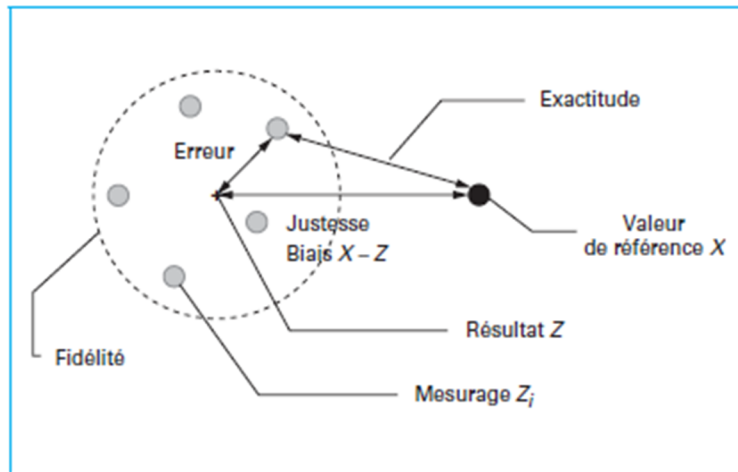 Exactitude
Erreur
Justesse
Biais X – Z
Valeur
de référence X
Résultat Z
Fidélité
Mesurage Zi